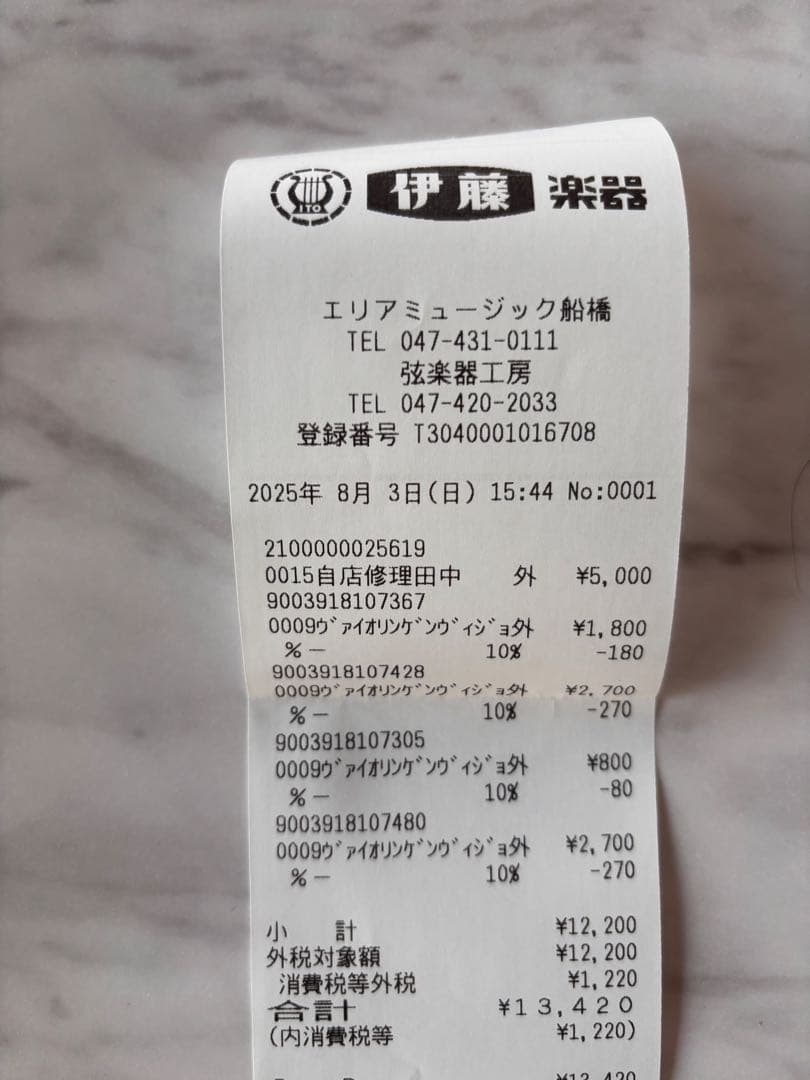 ITO 伊藤 楽器
エリアミュージック船橋
TEL 047-431-0111
弦楽器工房
TEL 047-420-2033
登録番号 T3040001016708
2025年 8月 3日(日) 15:44 No:0001
2100000025619
0015自店修理田中 外 ¥5,000
9003918107367
0009ヴァイオリンゲンヴィジョ外 ¥1,800
%- 10% -180
9003918107428
0009ヴァイオリンゲンヴィジョ外 ¥2,700
%- 10% -270
9003918107305
0009ヴァイオリンゲンヴィジョ外 ¥800
%- 10% -80
9003918107480
0009ヴァイオリンゲンヴィジョ外 ¥2,700
%- 10% -270
小 計 ¥12,200
外税対象額 ¥12,200
消費税等外税 ¥1,220
合計 ¥13,420
(内消費税等 ¥1,220)
¥13,420